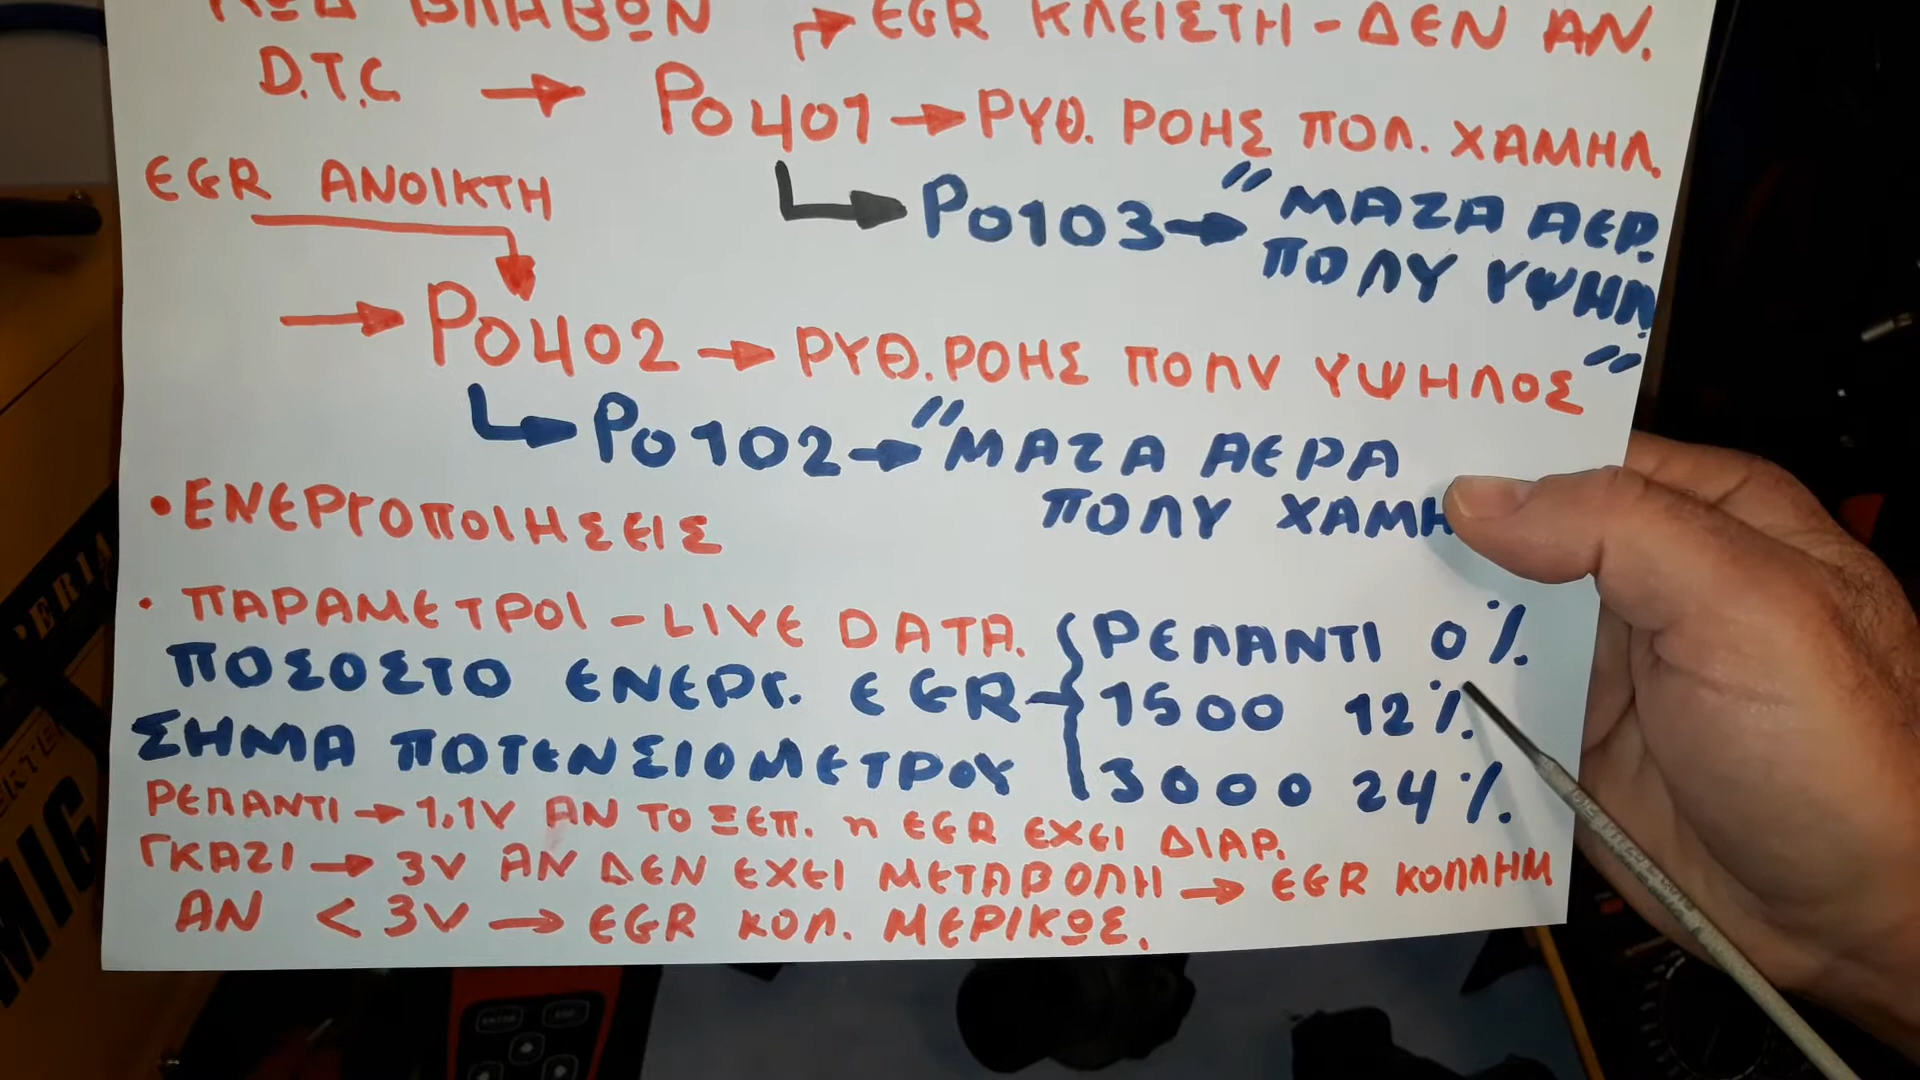 ΚΩΔ ΒΛΑΒΩΝ
EGR ΚΛΕΙΣΤΗ - ΔΕΝ ΑΝ.
D.T.C. → P0401 → ΡΥΘ. ΡΟΗΣ ΠΟΛ. ΧΑΜΗΛ.
EGR ΑΝΟΙΚΤΗ
P0103 → "ΜΑΖΑ ΑΕΡ.
ΠΟΛΥ ΥΨΗΛ"
→ P0402 → ΡΥΘ. ΡΟΗΣ ΠΟΛΥ ΥΨΗΛΟΣ
P0102 → "ΜΑΖΑ ΑΕΡΑ
ΠΟΛΥ ΧΑΜΗ
• ΕΝΕΡΓΟΠΟΙΗΣΕΙΣ
• ΠΑΡΑΜΕΤΡΟΙ - LIVE DATA.
ΠΟΣΟΣΤΟ ΕΝΕΡΓ. EGR
ΡΕΛΑΝΤΙ 0%
1500 12%
3000 24%
ΣΗΜΑ ΠΟΤΕΝΣΙΟΜΕΤΡΟΥ
ΡΕΛΑΝΤΙ → 1,1V ΑΝ ΤΟ ΞΕΠ. η EGR ΕΧΕΙ ΔΙΑΡ.
ΓΚΑΖΙ → 3V ΑΝ ΔΕΝ ΕΧΕΙ ΜΕΤΑΒΟΛΗ → EGR ΚΟΛΛΗΜ
ΑΝ < 3V → EGR ΚΟΛ. ΜΕΡΙΚΩΣ.